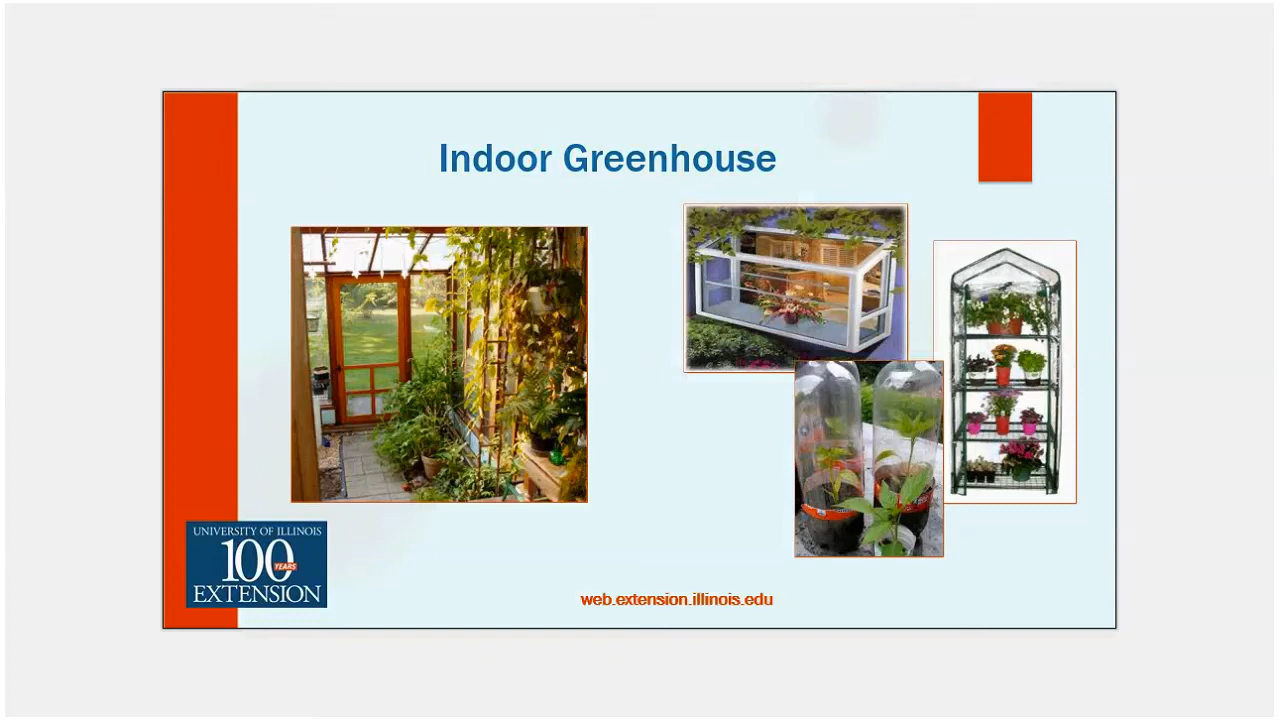 Indoor Greenhouse
UNIVERSITY OF ILLINOIS
100
YEARS
EXTENSION
web.extension.illinois.edu